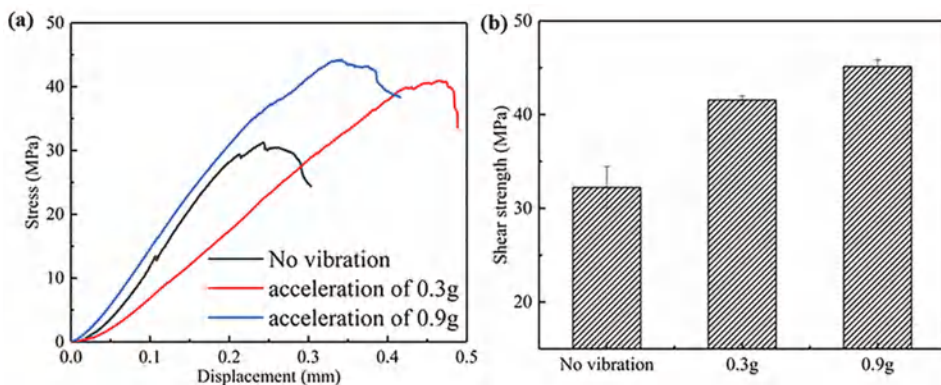 (a)
50
40
30
20
10
0
Stress (MPa)
0.0 0.1 0.2 0.3 0.4 0.5
Displacement (mm)
No vibration
acceleration of 0.3g
acceleration of 0.9g
(b)
50
40
30
20
Shear strength (MPa)
No vibration 0.3g 0.9g